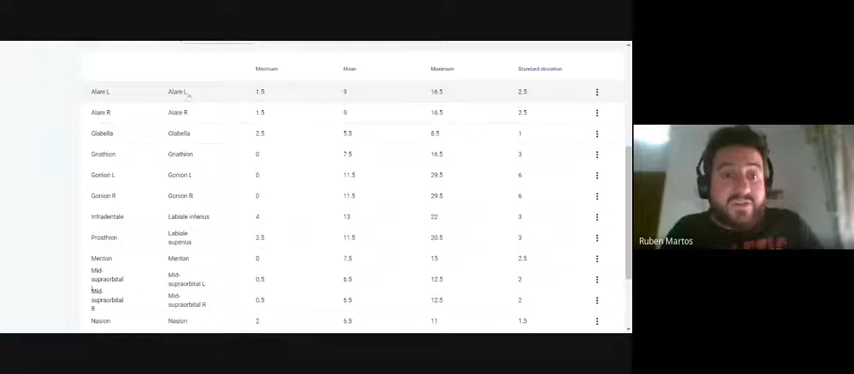 Minimum Mean Maximum Standard deviation
Alare L Alare L 1.5 9 16.5 2.5
Alare R Alare R 1.5 9 16.5 2.5
Glabella Glabella 2.5 5.5 8.5 1
Gnathion Gnathion 0 7.5 16.5 3
Gonion L Gonion L 0 11.5 29.5 6
Gonion R Gonion R 0 11.5 29.5 6
Infradentale Labiale inferius 4 13 22 3
Prosthion Labiale superius 2.5 11.5 20.5 3
Menton Menton 0 7.5 15 2.5
Mid-supraorbital L Mid-supraorbital L 0.5 6.5 12.5 2
Mid-supraorbital R Mid-supraorbital R 0.5 6.5 12.5 2
Nasion Nasion 2 6.5 11 1.5
Ruben Martos